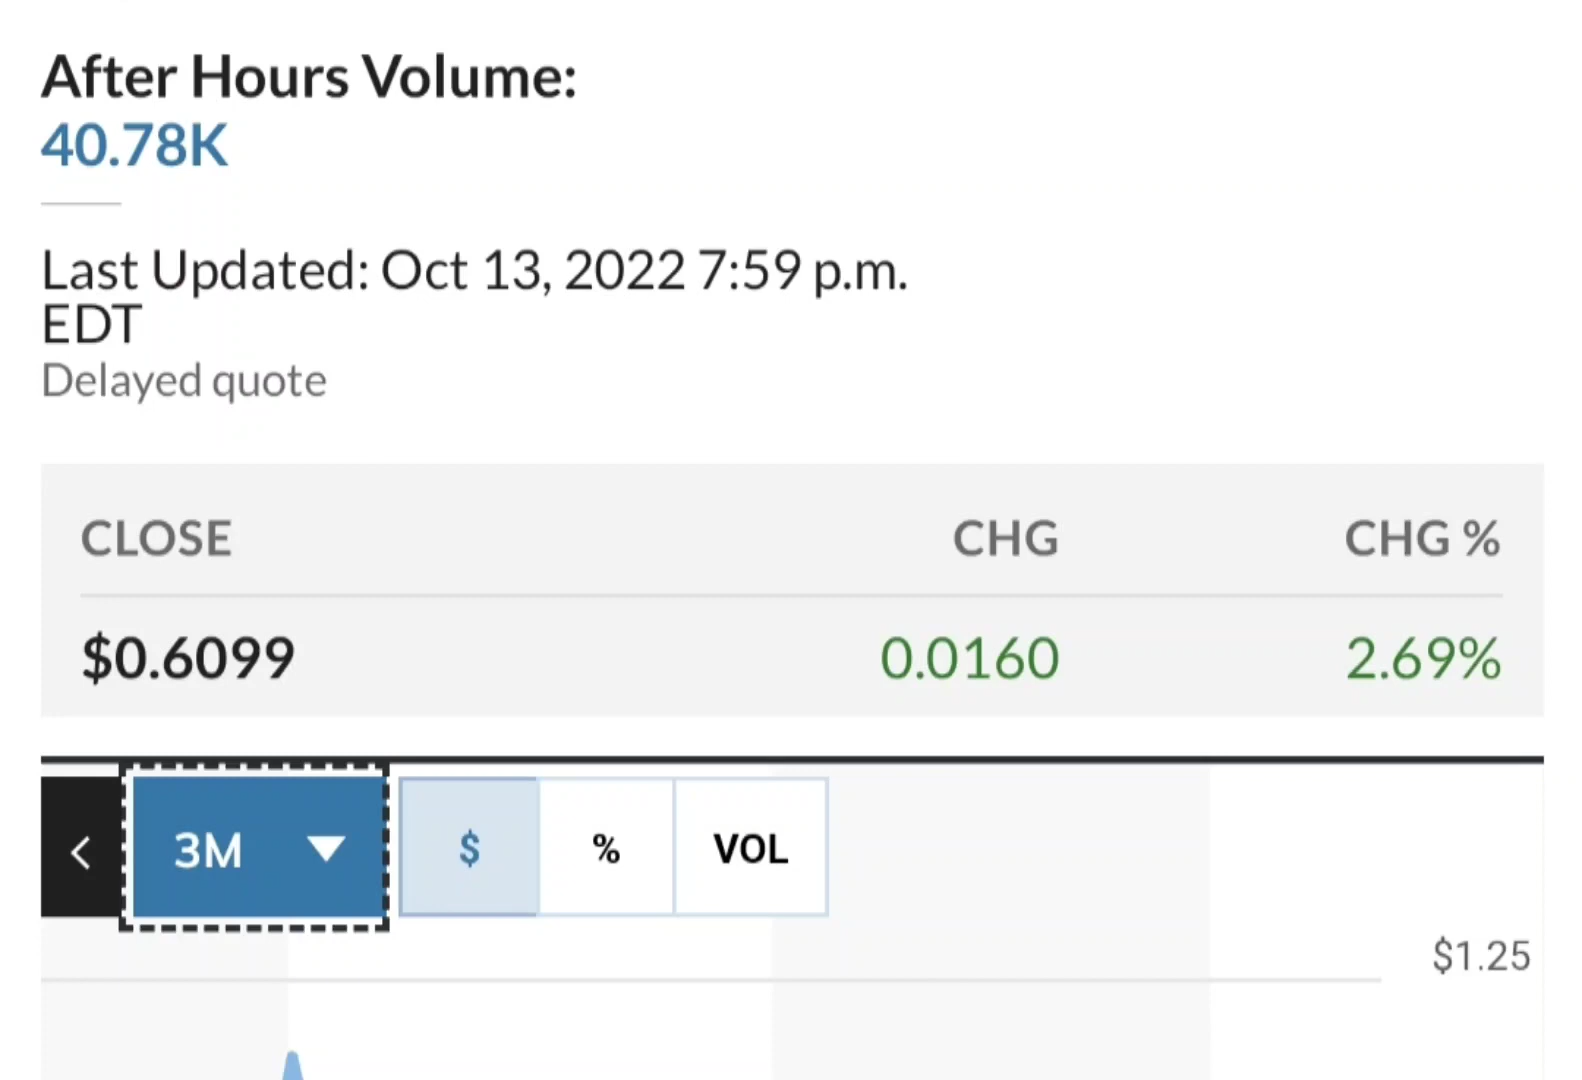 After Hours Volume:
40.78K
Last Updated: Oct 13, 2022 7:59 p.m.
EDT
Delayed quote
CLOSE CHG CHG %
$0.6099 0.0160 2.69%
3M $ % VOL
$1.25